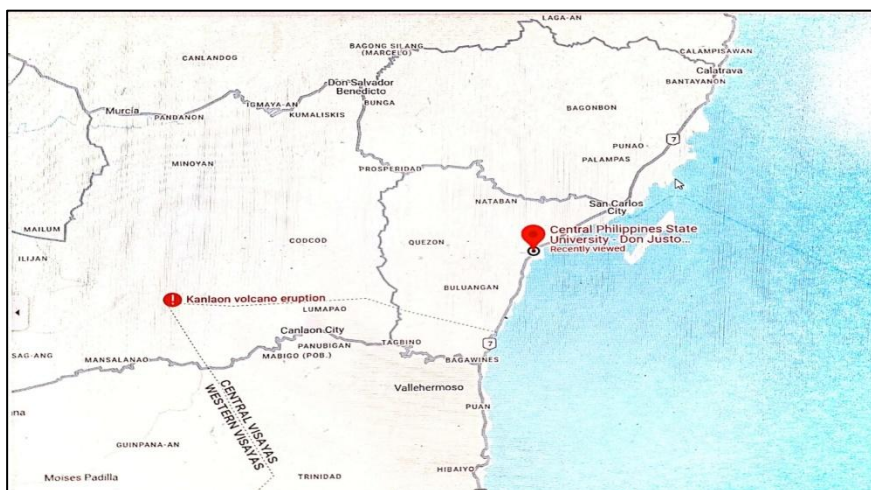 LAGA-AN
CANLANDOG
BAGONG SILANG
(MARCELO)
CALAMPISAWAN
Calatrava
BANTAYANON
Don Salvador
Benedicto
BUNGA
IGMAYA-AN
KUMALISKIS
Murcia
PANDANON
BAGONBON
7
PUNAO
PALAMPAS
MINOYAN
PROSPERIDAD
NATABAN
San Carlos
City
MAILUM
Central Philippines State
University - Don Justo...
Recently viewed
CODCOD
QUEZON
ILIJAN
BULUANGAN
Kanlaon volcano eruption
LUMAPAO
Canlaon City
PANUBIGAN
TAGBINO
7
SAG-ANG
MANSALANAO
MABIGO (POB.)
BAGAWINES
Vallehermoso
CENTRAL VISAYAS
WESTERN VISAYAS
ana
PUAN
GUINPANA-AN
HIBAIYO
Moises Padilla
TRINIDAD